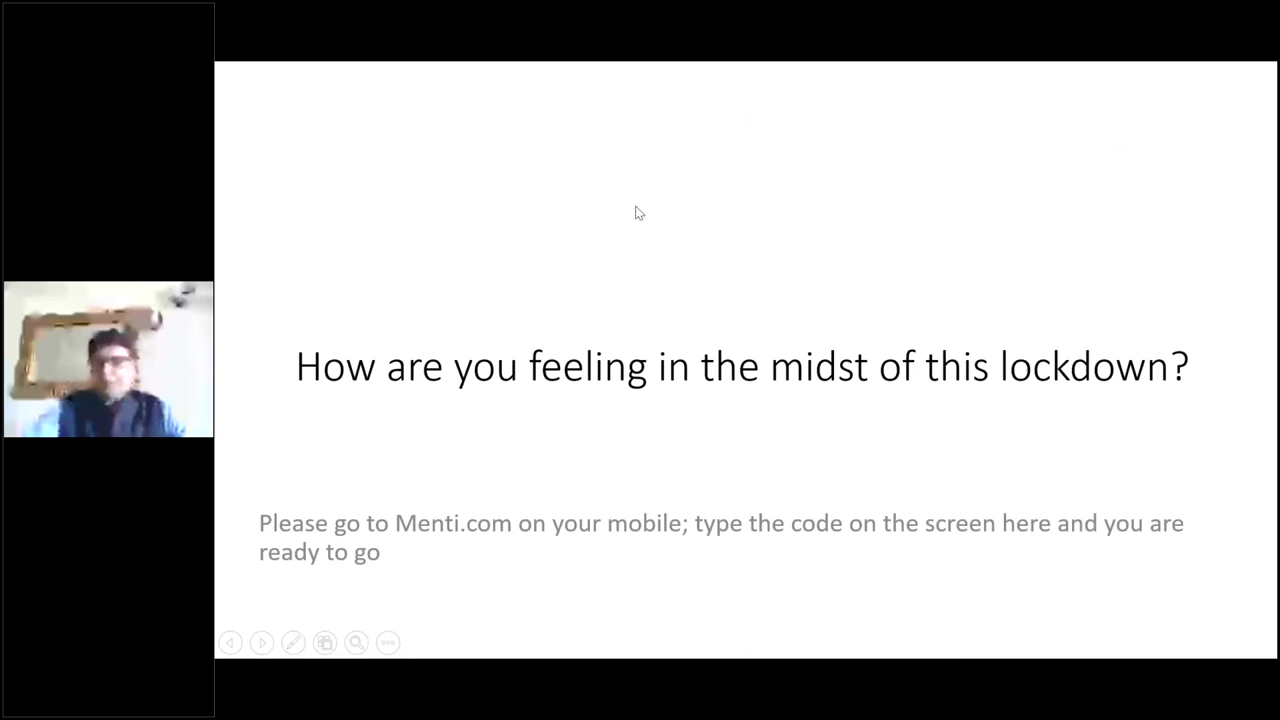 How are you feeling in the midst of this lockdown?
Please go to Menti.com on your mobile; type the code on the screen here and you are
ready to go